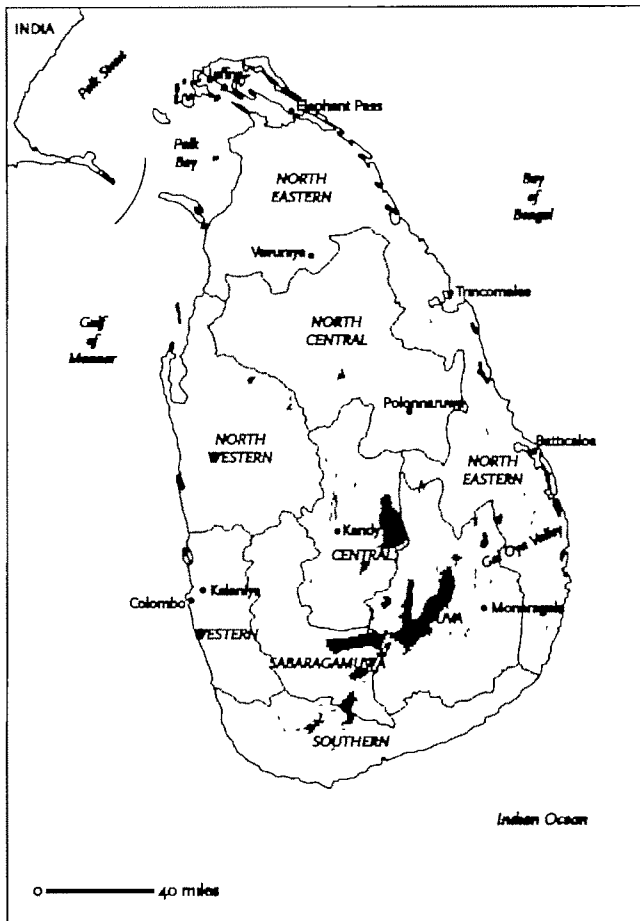 INDIA
Palk Strait
Jaffna
Elephant Pass
Palk
Bay
NORTH
EASTERN
Bay
of
Bengal
Vavuniya
Trincomalee
Gulf
of
Mannar
NORTH
CENTRAL
Polonnaruwa
NORTH
WESTERN
Batticaloa
NORTH
EASTERN
Kandy
CENTRAL
Gal Oya Valley
Colombo
Kelaniya
Monaragala
UVA
WESTERN
SABARAGAMUWA
SOUTHERN
Indian Ocean
0 40 miles